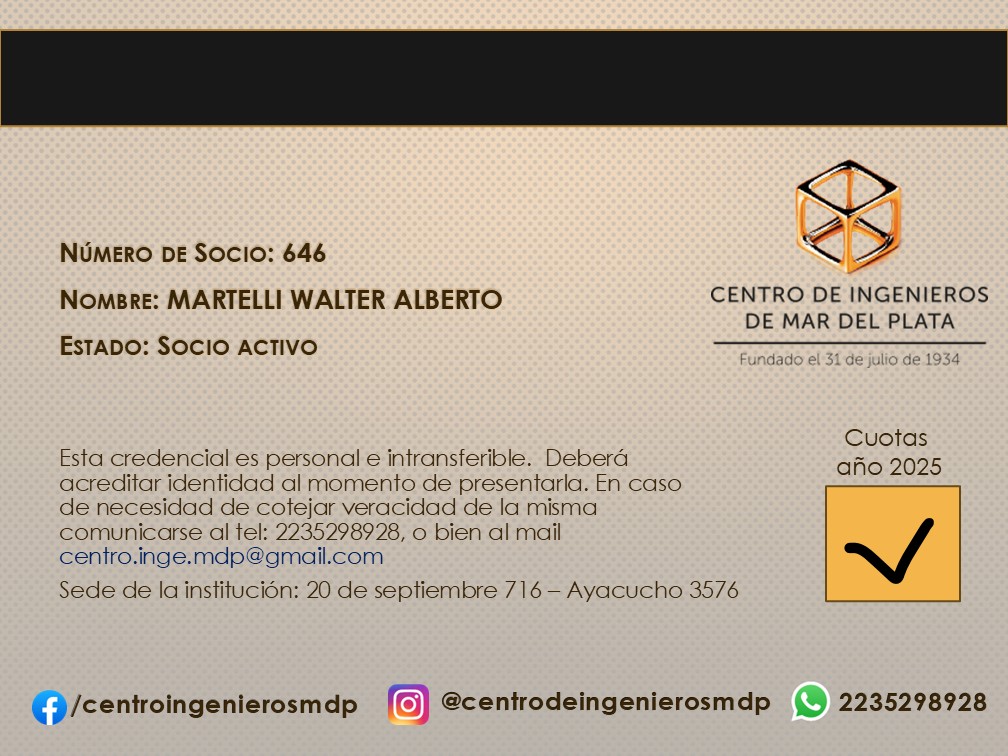 Número de Socio: 646
Nombre: MARTELLI WALTER ALBERTO
Estado: Socio activo
CENTRO DE INGENIEROS
DE MAR DEL PLATA
Fundado el 31 de julio de 1934
Esta credencial es personal e intransferible.  Deberá
acreditar identidad al momento de presentarla. En caso
de necesidad de cotejar veracidad de la misma
comunicarse al tel: 2235298928, o bien al mail
centro.inge.mdp@gmail.com
Sede de la institución: 20 de septiembre 716 – Ayacucho 3576
Cuotas
año 2025
/centroingenierosmdp
@centrodeingenierosmdp
2235298928